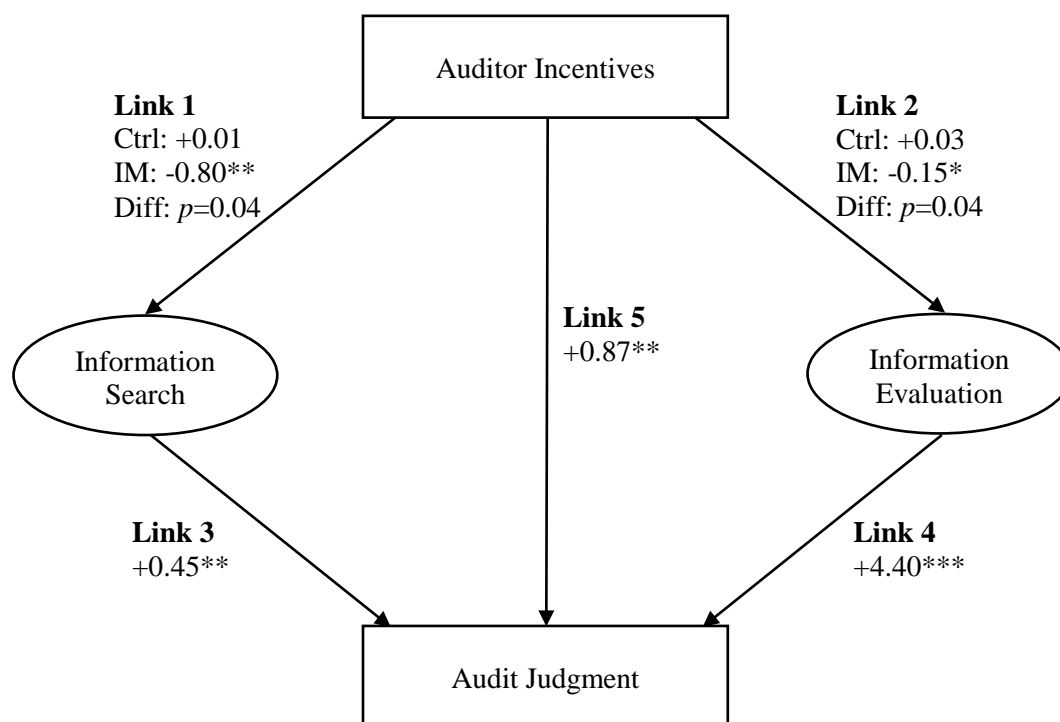 Auditor Incentives
Link 1
Ctrl: +0.01
IM: -0.80**
Diff: p=0.04
Link 2
Ctrl: +0.03
IM: -0.15*
Diff: p=0.04
Link 5
+0.87**
Information
Search
Information
Evaluation
Link 3
+0.45**
Link 4
+4.40***
Audit Judgment